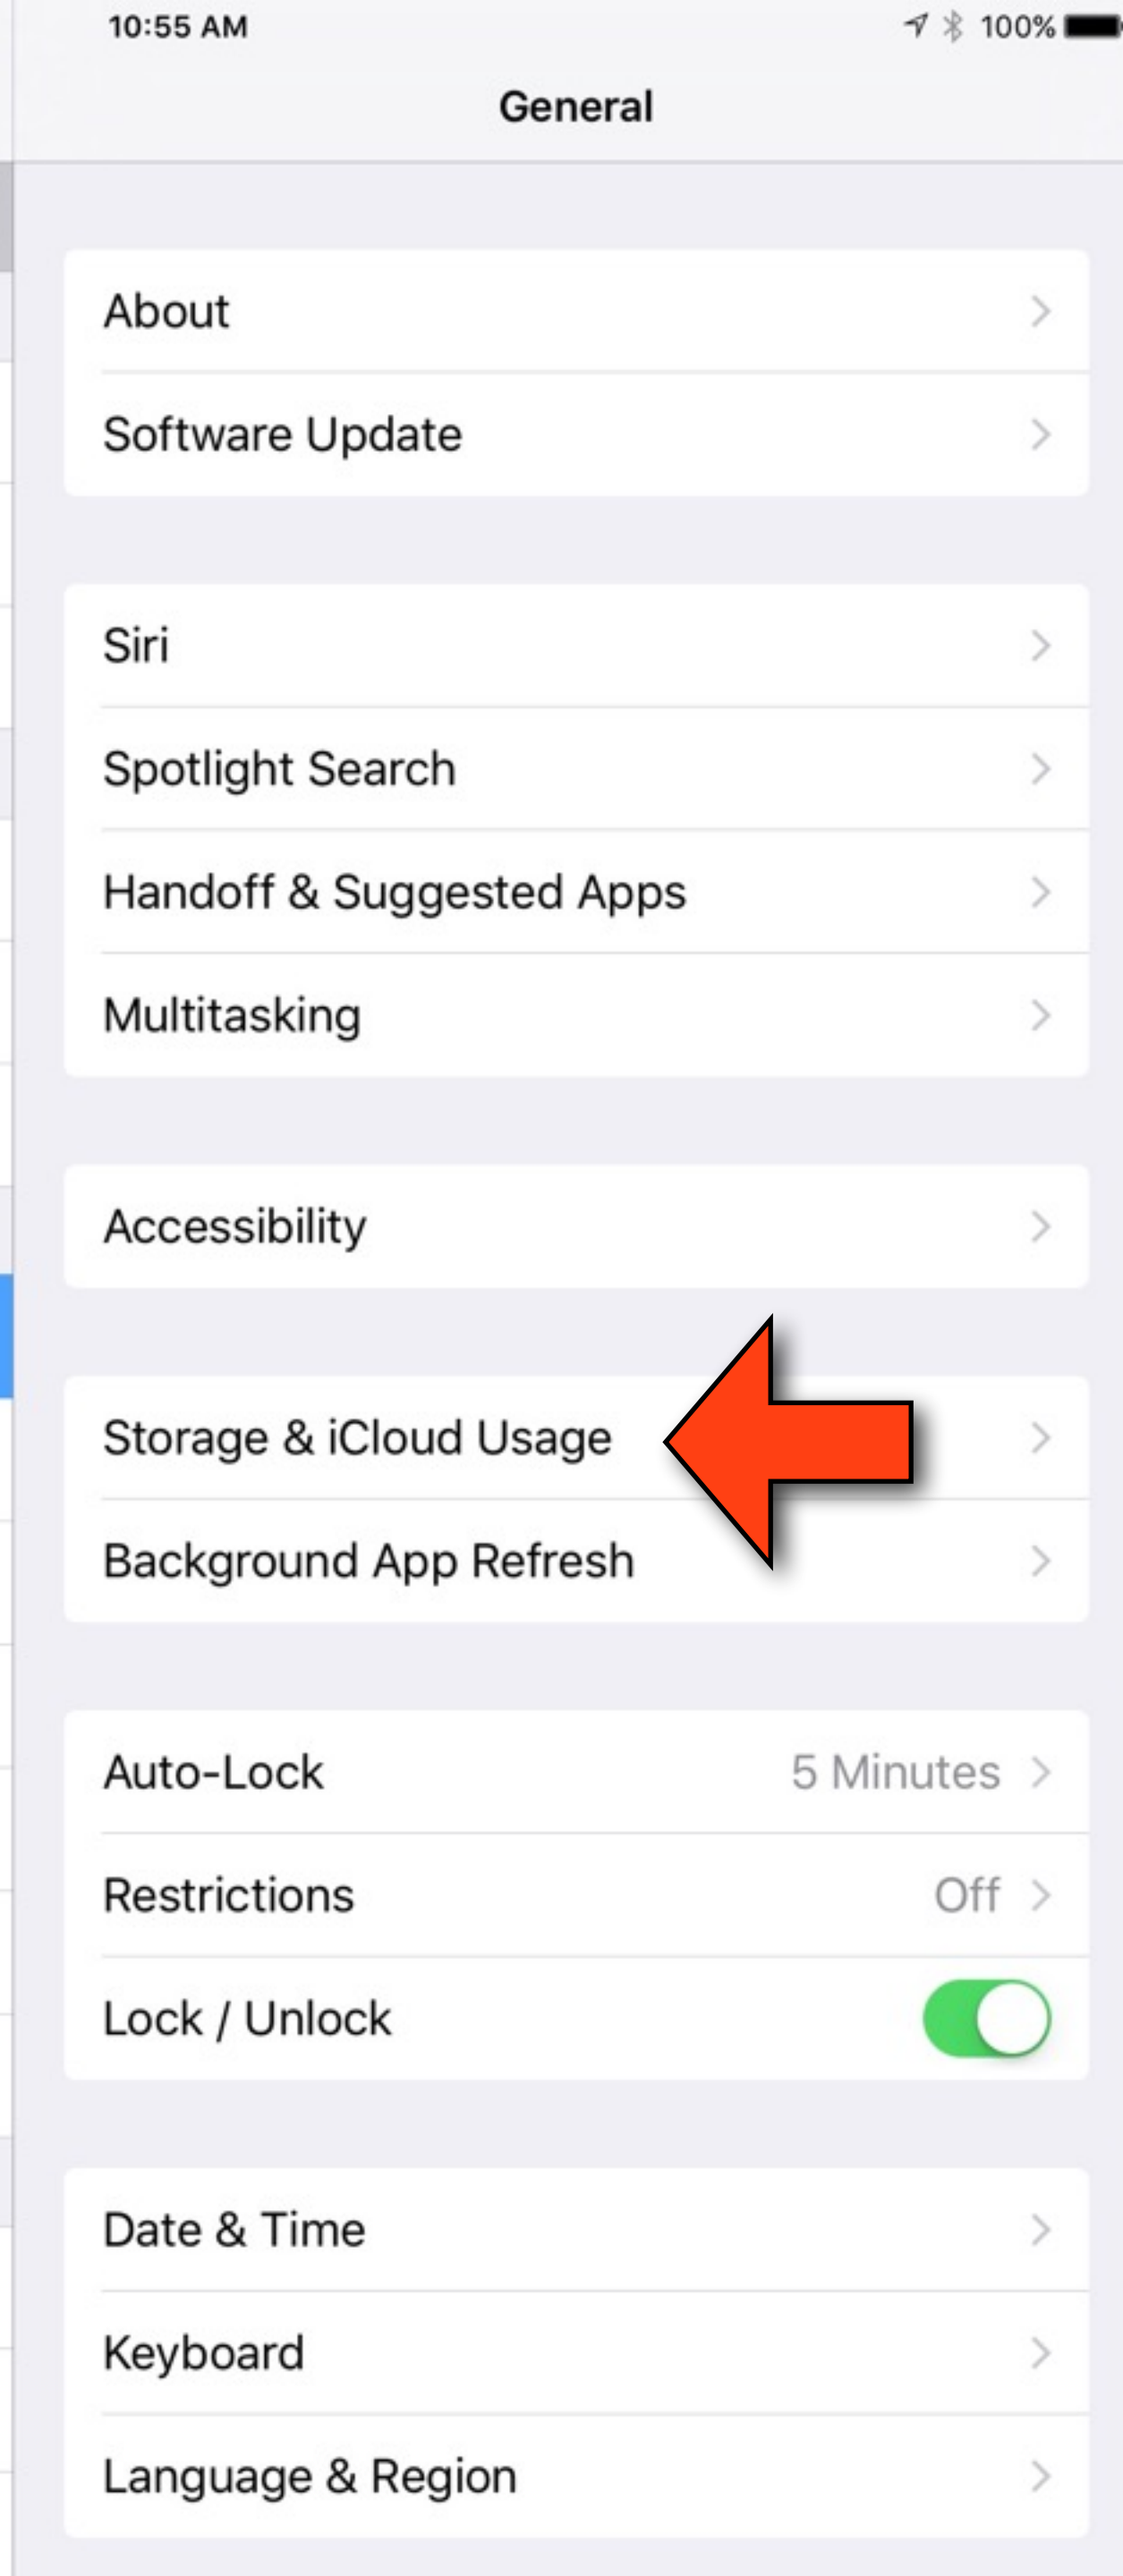 10:55 AM 100%
General
About
Software Update
Siri
Spotlight Search
Handoff & Suggested Apps
Multitasking
Accessibility
Storage & iCloud Usage
Background App Refresh
Auto-Lock 5 Minutes
Restrictions Off
Lock / Unlock
Date & Time
Keyboard
Language & Region